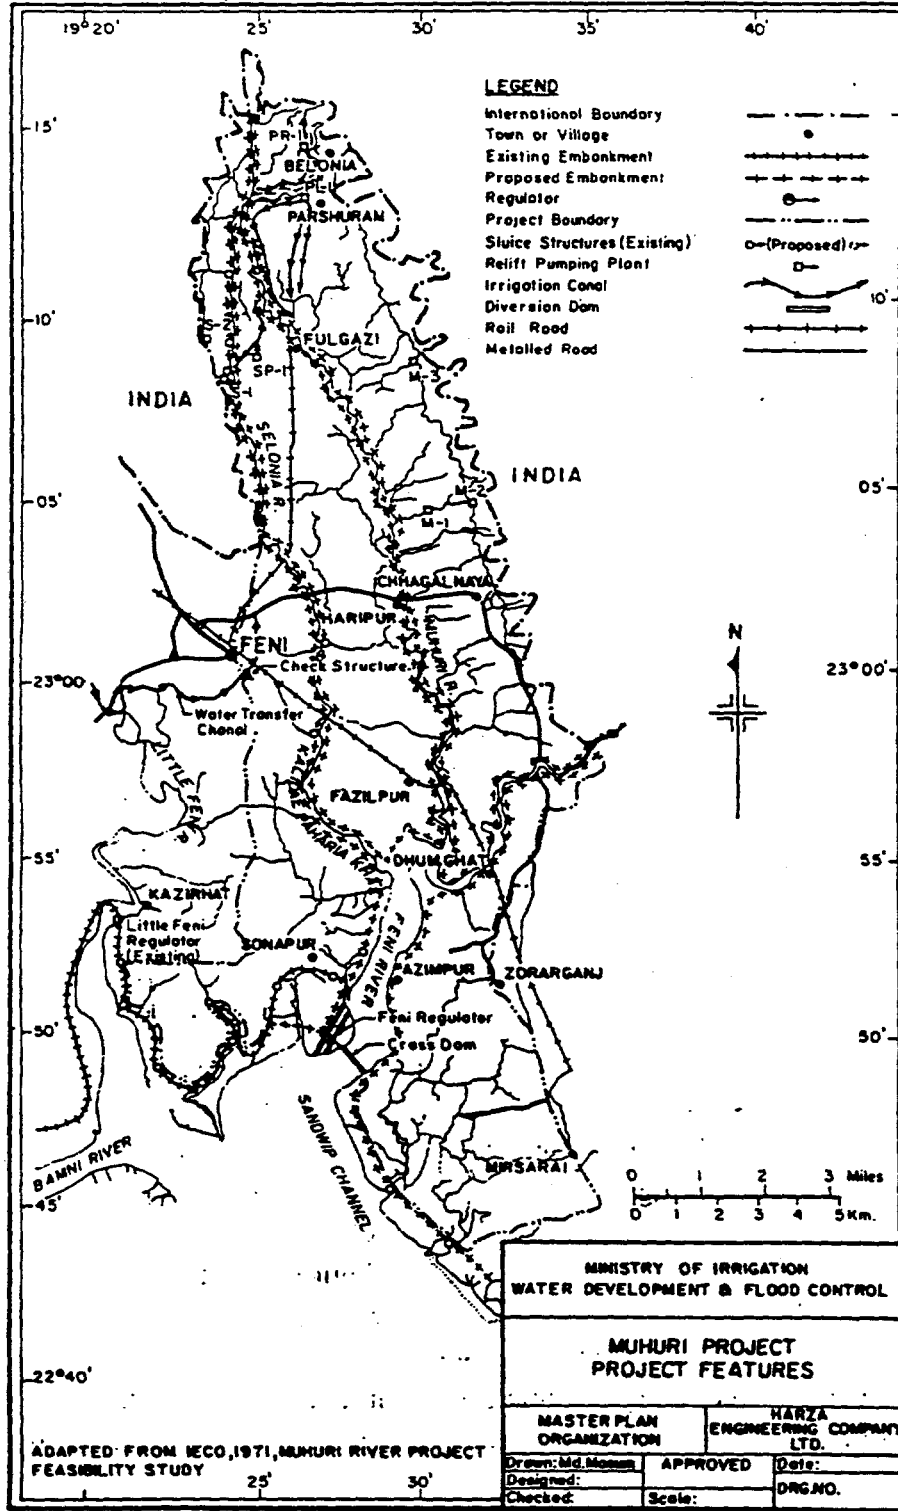 19° 20'
25'
30'
35'
40'
LEGEND
International Boundary
Town or Village
Existing Embankment
Proposed Embankment
Regulator
Project Boundary
Sluice Structures (Existing) (Proposed)
Relift Pumping Plant
Irrigation Canal
Diversion Dam
Rail Road
Metalled Road
15'
PR-1
BELONIA
PL-1
PARSHURAM
10'
10'
FULGAZI
SP-1
M-3
INDIA
SELONIA R.
INDIA
05'
05'
M-2
M-1
CHHAGALNAYA
HARIPUR
MUHURI R.
N
FENI
Check Structure
23°00'
23°00
Water Transfer
Chanal
LITTLE FENI R.
FAZILPUR
DHUMGHAT
55'
55'
KAZIRHAT
Little Feni
Regulator
(Existing)
SONAPUR
FENI RIVER
AZIMPUR
ZORARGANJ
50'
50'
Feni Regulator
Cross Dam
SANDWIP CHANNEL
BAMNI RIVER
MIRSARAI
45'
1 0 1 2 3 Miles
0 1 2 3 4 5 Km.
MINISTRY OF IRRIGATION
WATER DEVELOPMENT & FLOOD CONTROL
MUHURI PROJECT
PROJECT FEATURES
22°40'
MASTER PLAN
ORGANIZATION
HARZA
ENGINEERING COMPANY
LTD.
ADAPTED FROM IECO, 1971, MUHURI RIVER PROJECT
FEASIBILITY STUDY
Drawn: Md.
APPROVED
Date:
Designed:
Checked:
Scale:
DRG.NO.
25'
30'